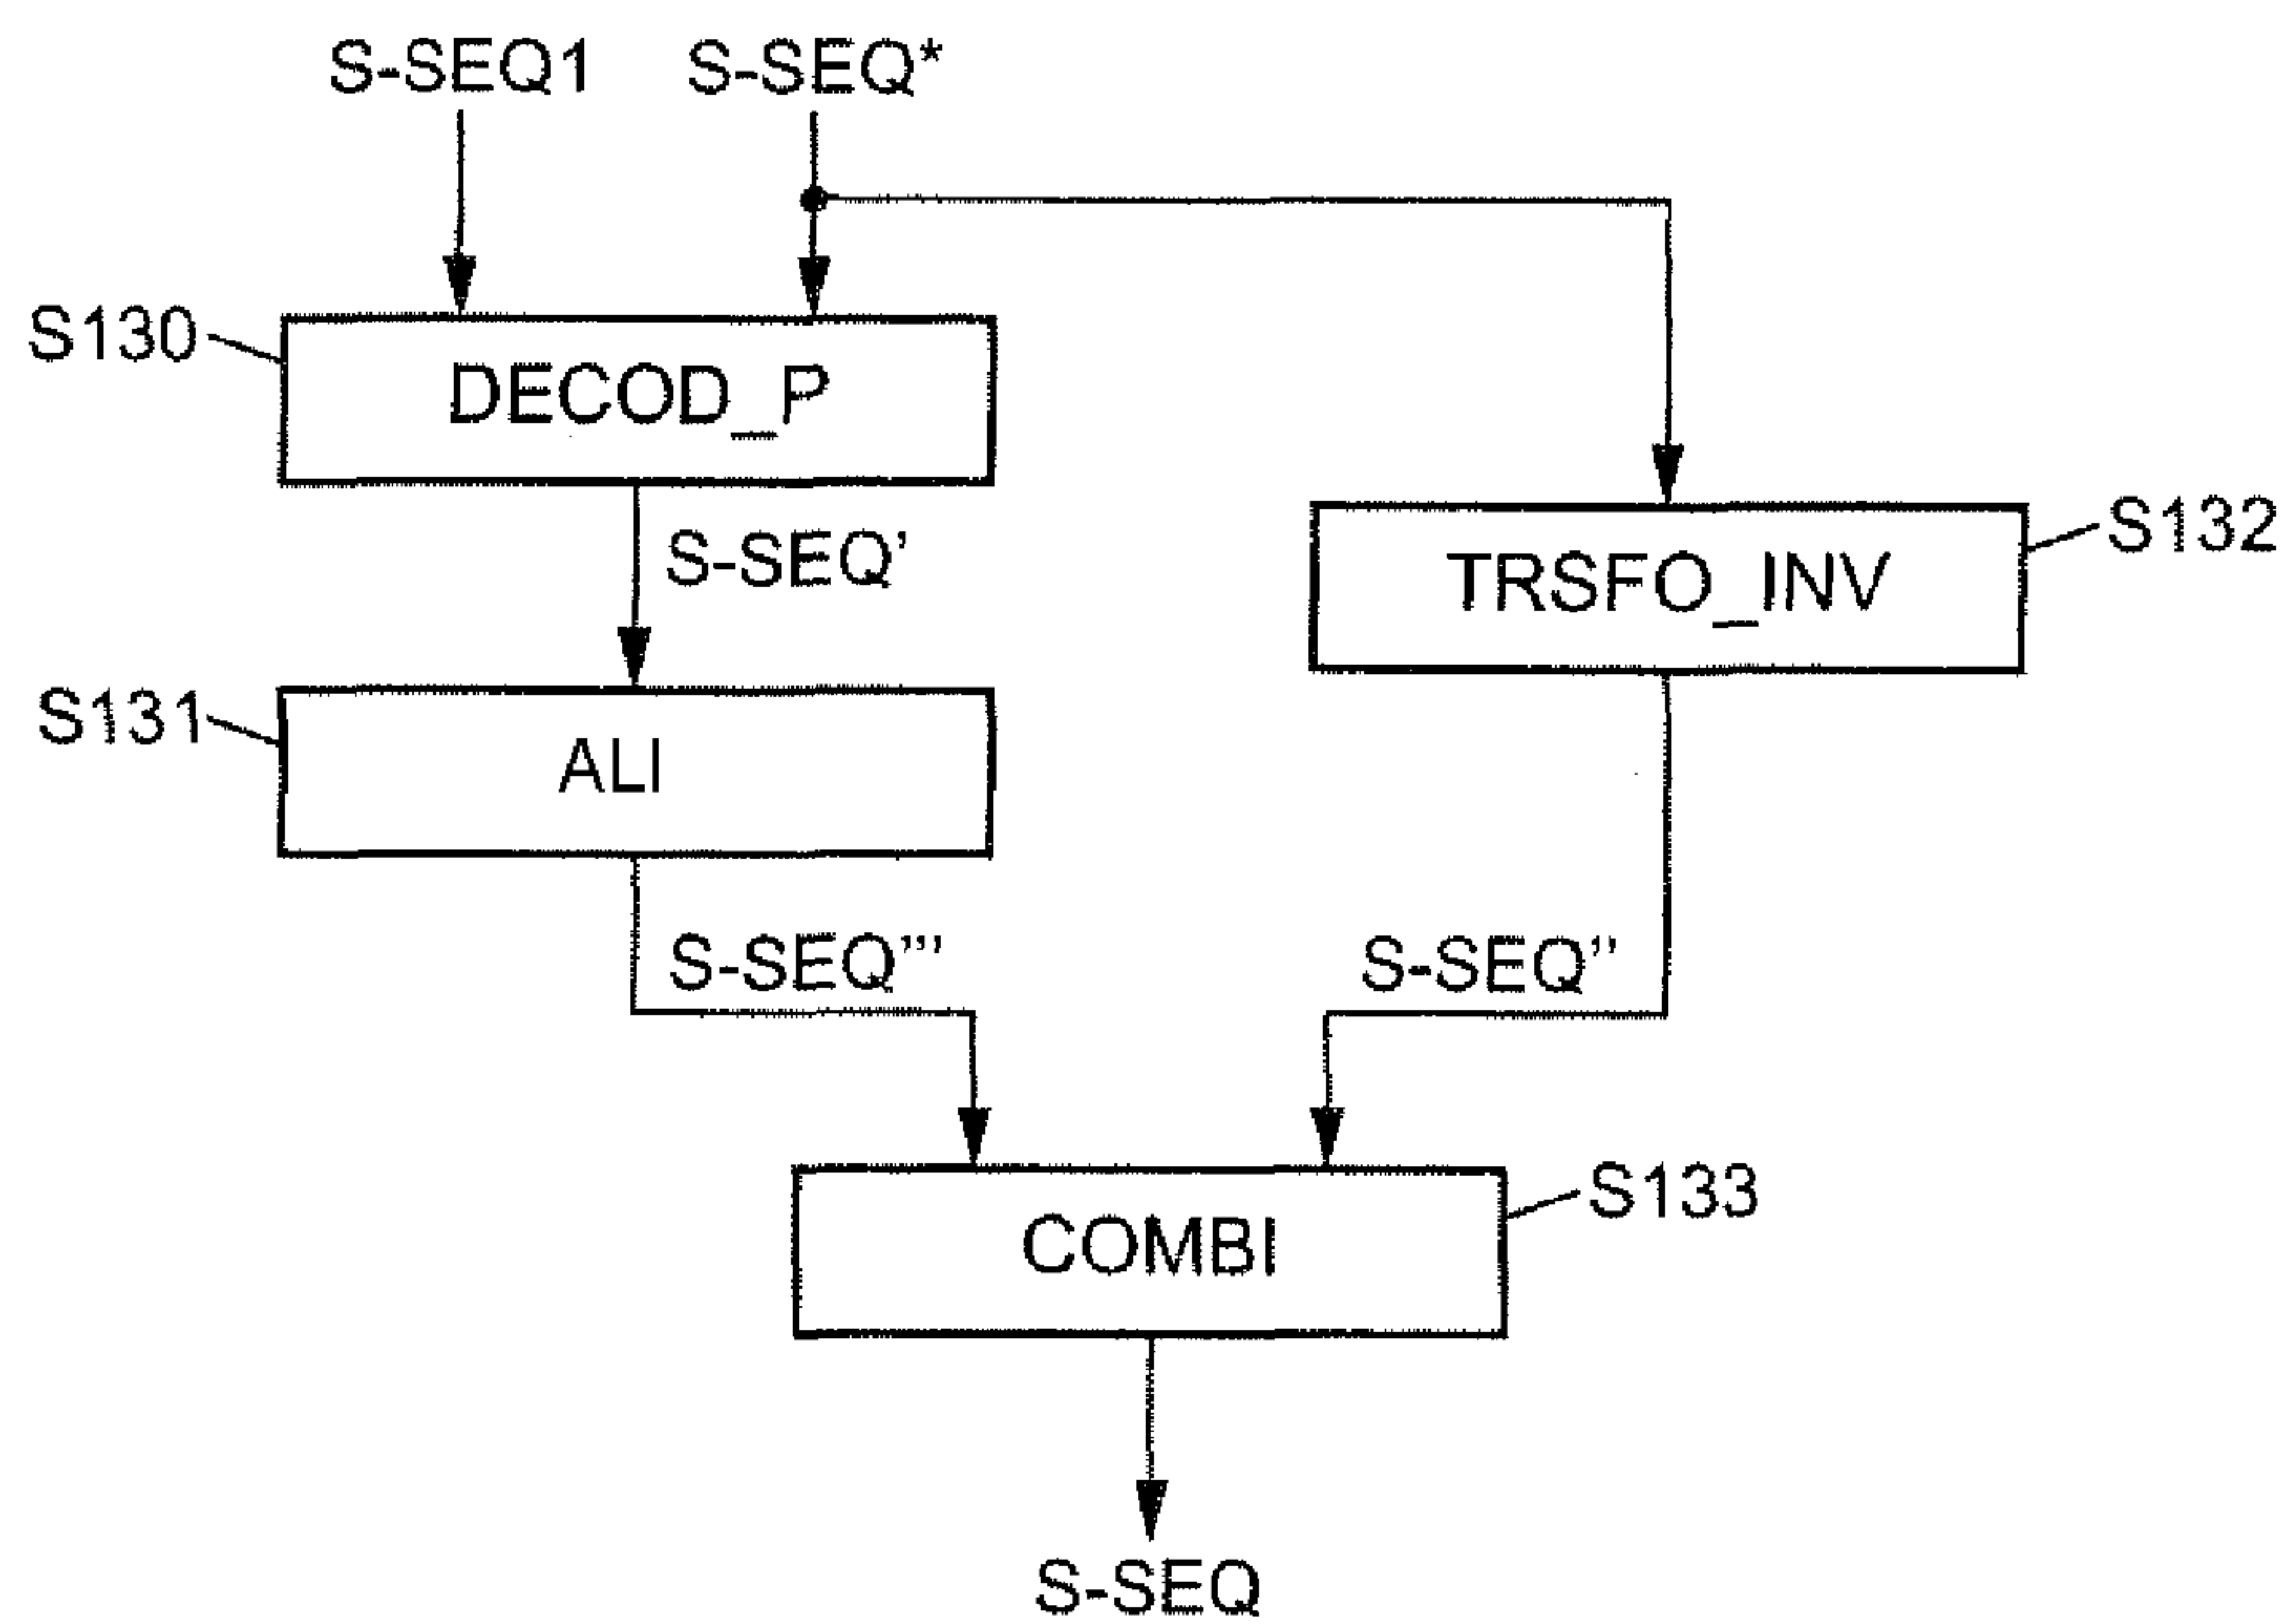 S-SEQ1 S-SEQ*
S130
DECOD_P
S-SEQ'
S132
TRSFO_INV
S131
ALI
S-SEQ''' S-SEQ''
S133
COMBI
S-SEQ